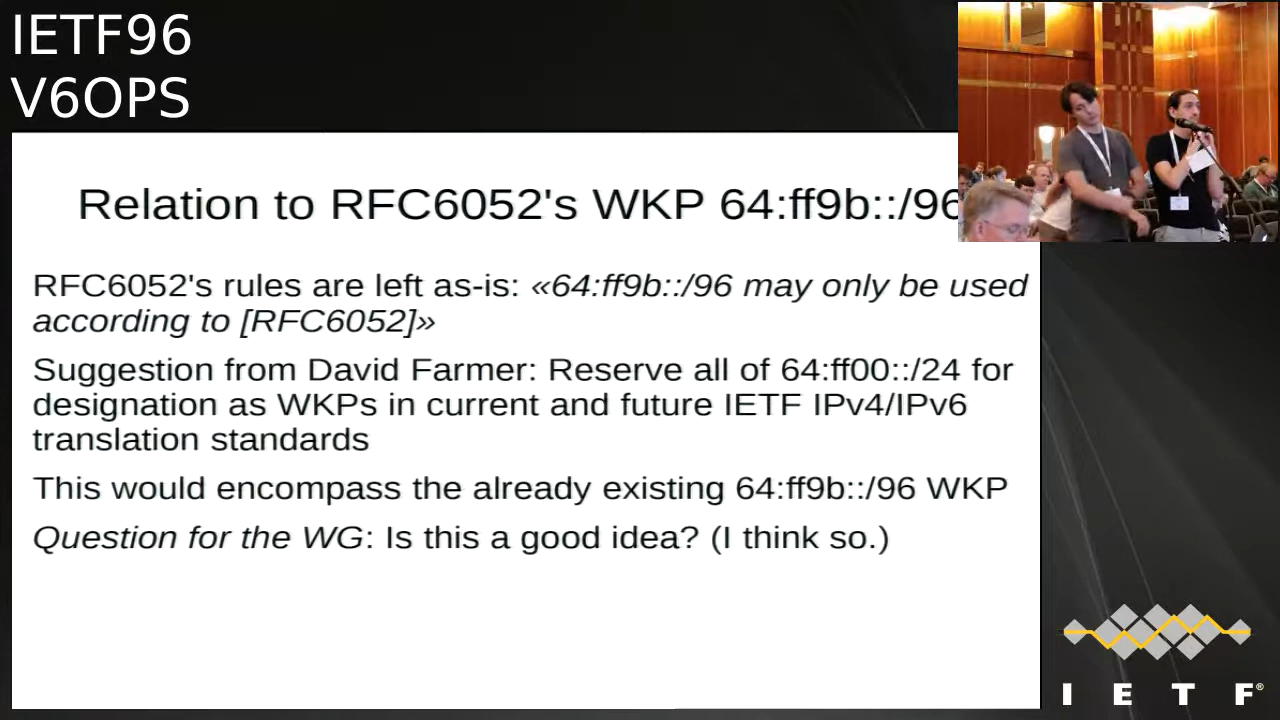 IETF96
V6OPS
Relation to RFC6052's WKP 64:ff9b::/96
RFC6052's rules are left as-is: «64:ff9b::/96 may only be used
according to [RFC6052]»
Suggestion from David Farmer: Reserve all of 64:ff00::/24 for
designation as WKPs in current and future IETF IPv4/IPv6
translation standards
This would encompass the already existing 64:ff9b::/96 WKP
Question for the WG: Is this a good idea? (I think so.)
I E T F®